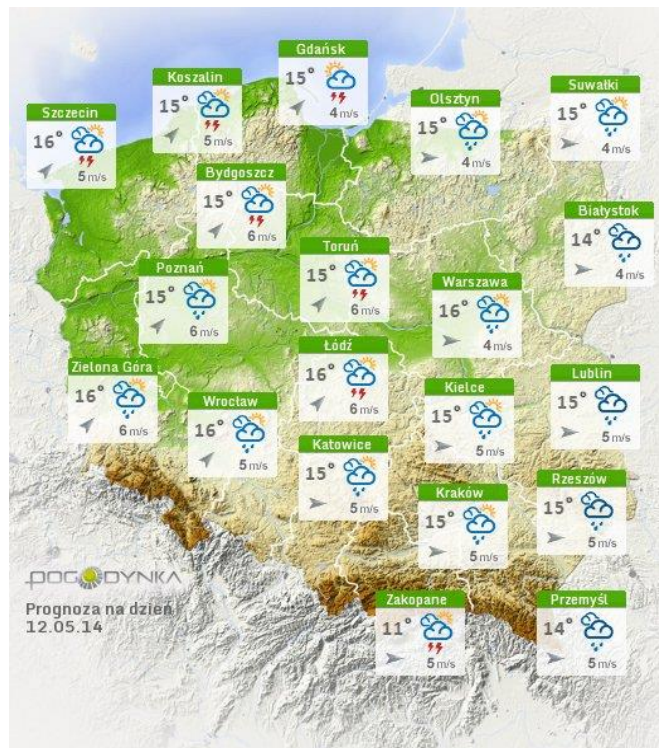 Gdańsk
15°
4 m/s
Koszalin
15°
5 m/s
Suwałki
15°
4 m/s
Olsztyn
15°
4 m/s
Szczecin
16°
5 m/s
Bydgoszcz
15°
6 m/s
Białystok
14°
4 m/s
Toruń
15°
6 m/s
Poznań
15°
6 m/s
Warszawa
16°
4 m/s
Łódź
16°
6 m/s
Zielona Góra
16°
6 m/s
Lublin
15°
5 m/s
Kielce
15°
5 m/s
Wrocław
16°
5 m/s
Katowice
15°
5 m/s
Rzeszów
15°
5 m/s
Kraków
15°
5 m/s
POGODYNKA
Prognoza na dzień
12.05.14
Zakopane
11°
5 m/s
Przemyśl
14°
5 m/s